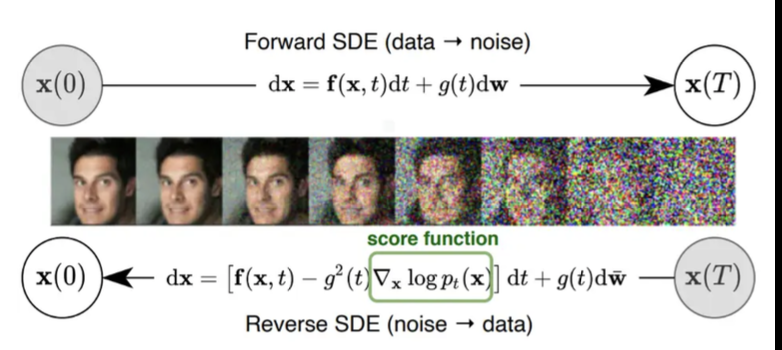 Forward SDE (data → noise)
x(0) dx = f(x, t)dt + g(t)dw x(T)
score function
x(0) dx = [f(x, t) − g²(t)∇ₓ log pₜ(x)] dt + g(t)dw̄ x(T)
Reverse SDE (noise → data)